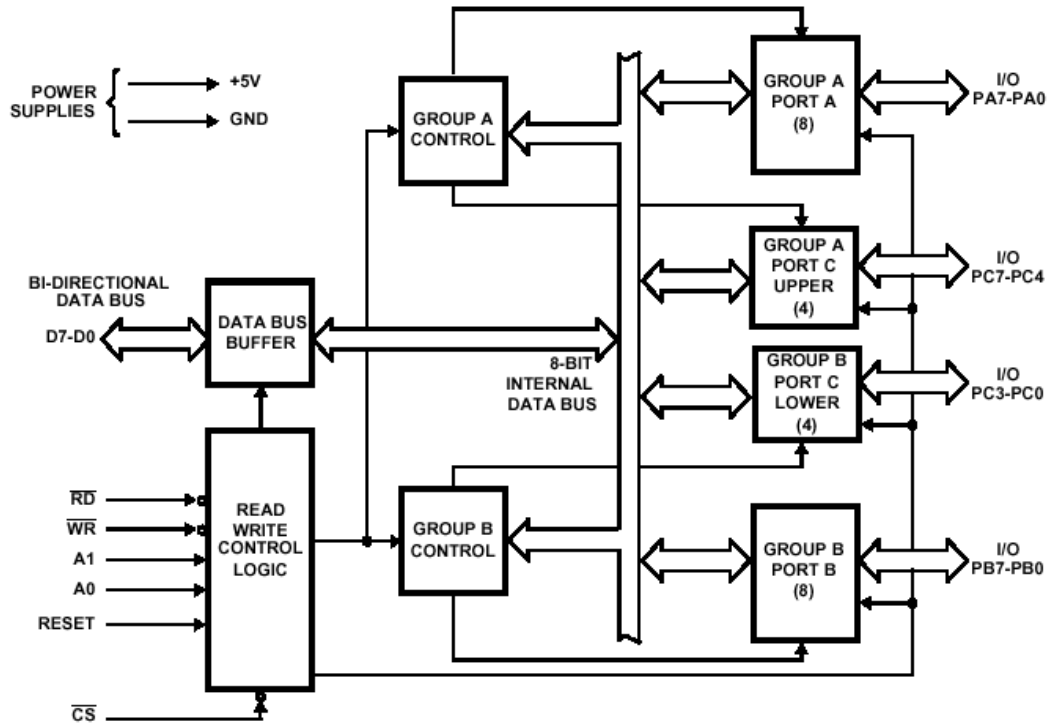 POWER
SUPPLIES
+5V
GND
GROUP A
CONTROL
GROUP A
PORT A
(8)
I/O
PA7-PA0
GROUP A
PORT C
UPPER
(4)
I/O
PC7-PC4
BI-DIRECTIONAL
DATA BUS
D7-D0
DATA BUS
BUFFER
8-BIT
INTERNAL
DATA BUS
GROUP B
PORT C
LOWER
(4)
I/O
PC3-PC0
RD
WR
A1
A0
RESET
CS
READ
WRITE
CONTROL
LOGIC
GROUP B
CONTROL
GROUP B
PORT B
(8)
I/O
PB7-PB0